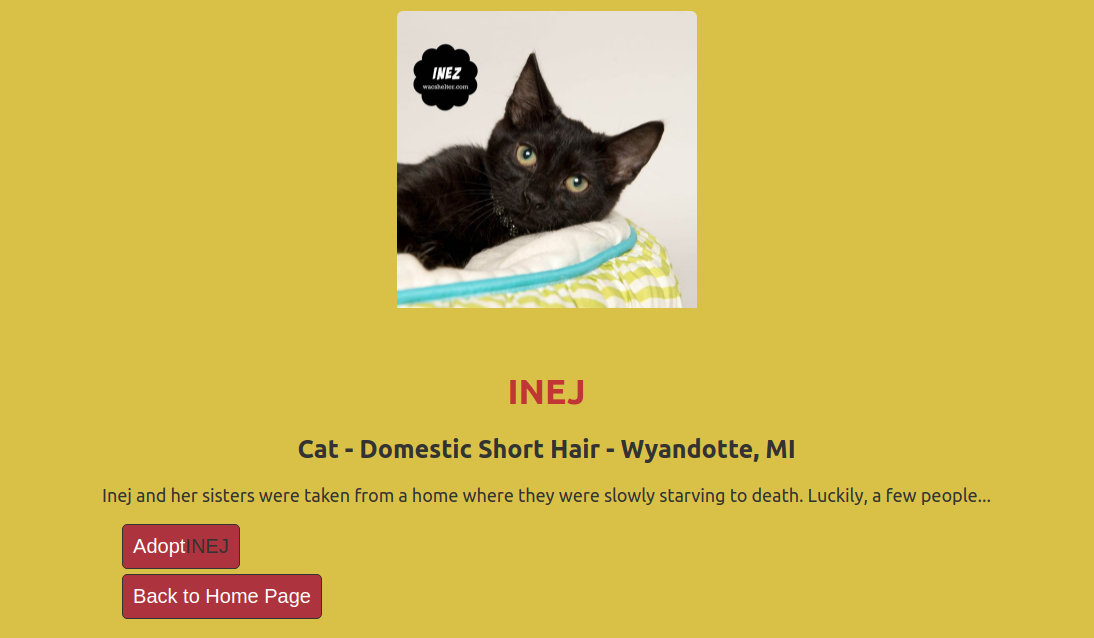 INEZ
wacshelter.com
INEJ
Cat - Domestic Short Hair - Wyandotte, MI
Inej and her sisters were taken from a home where they were slowly starving to death. Luckily, a few people...
AdoptINEJ
Back to Home Page